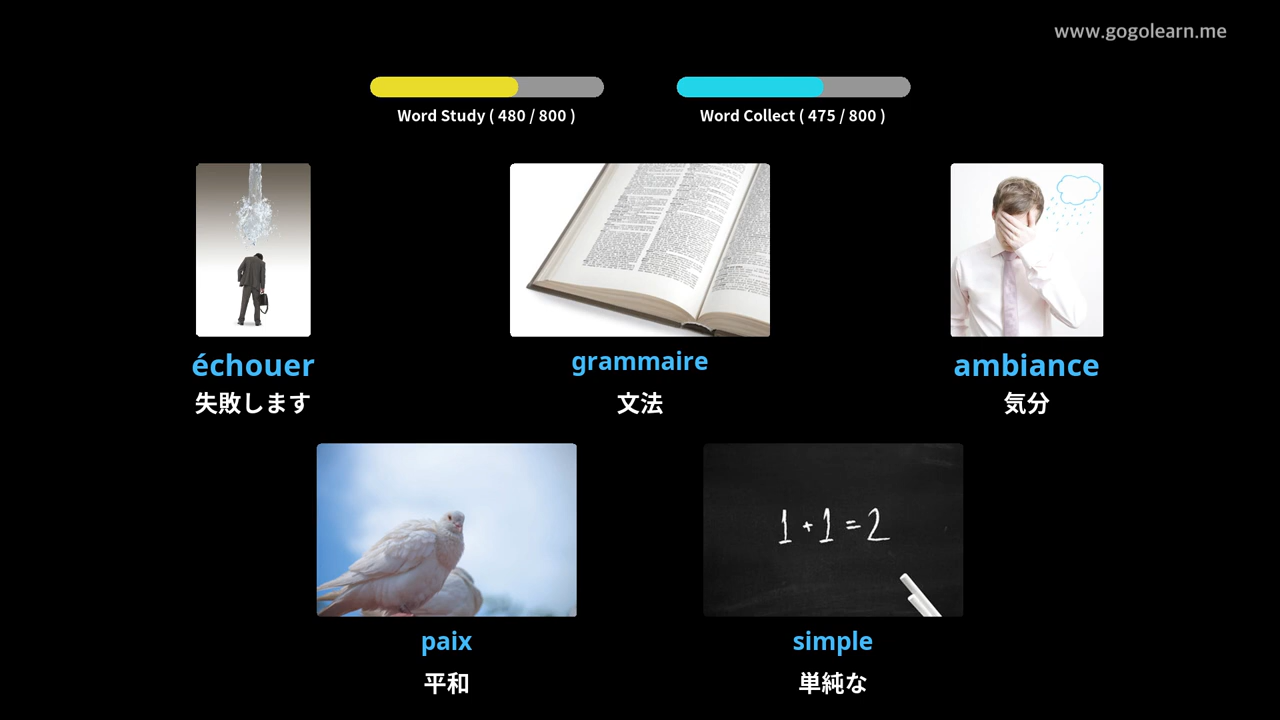 www.gogolearn.me
Word Study ( 480 / 800 )
Word Collect ( 475 / 800 )
échouer
失敗します
grammaire
文法
ambiance
気分
1 + 1 = 2
paix
平和
simple
単純な